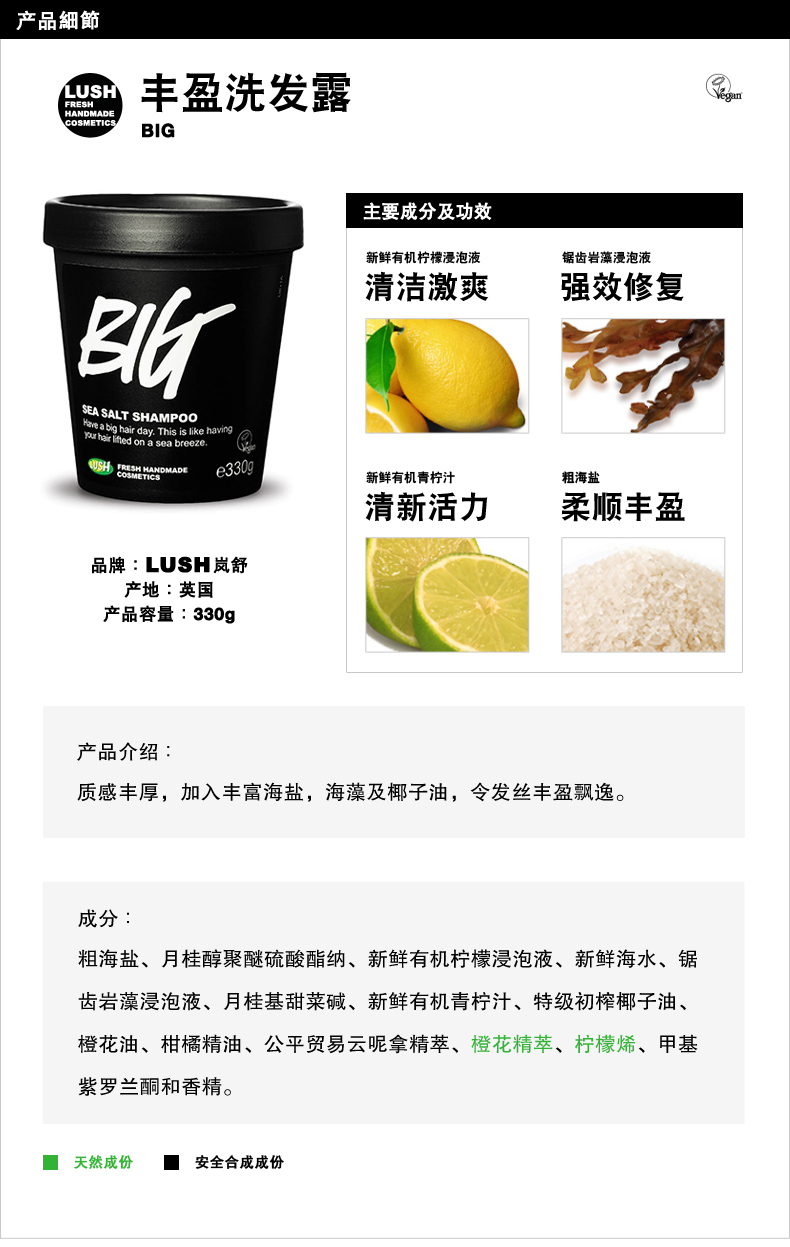 产品細節
LUSH
FRESH
HANDMADE
COSMETICS
丰盈洗发露
BIG
Vegan
BIG
SEA SALT SHAMPOO
Have a big hair day. This is like having
your hair lifted on a sea breeze.
Vegan
LUSH
FRESH HANDMADE
COSMETICS
℮330g
品牌：LUSH岚舒
产地：英国
产品容量：330g
主要成分及功效
新鲜有机柠檬浸泡液
清洁激爽
锯齿岩藻浸泡液
强效修复
新鲜有机青柠汁
清新活力
粗海盐
柔顺丰盈
产品介绍：
质感丰厚，加入丰富海盐，海藻及椰子油，令发丝丰盈飘逸。
成分：
粗海盐、月桂醇聚醚硫酸酯纳、新鲜有机柠檬浸泡液、新鲜海水、锯
齿岩藻浸泡液、月桂基甜菜碱、新鲜有机青柠汁、特级初榨椰子油、
橙花油、柑橘精油、公平贸易云呢拿精萃、橙花精萃、柠檬烯、甲基
紫罗兰酮和香精。
天然成份
安全合成成份